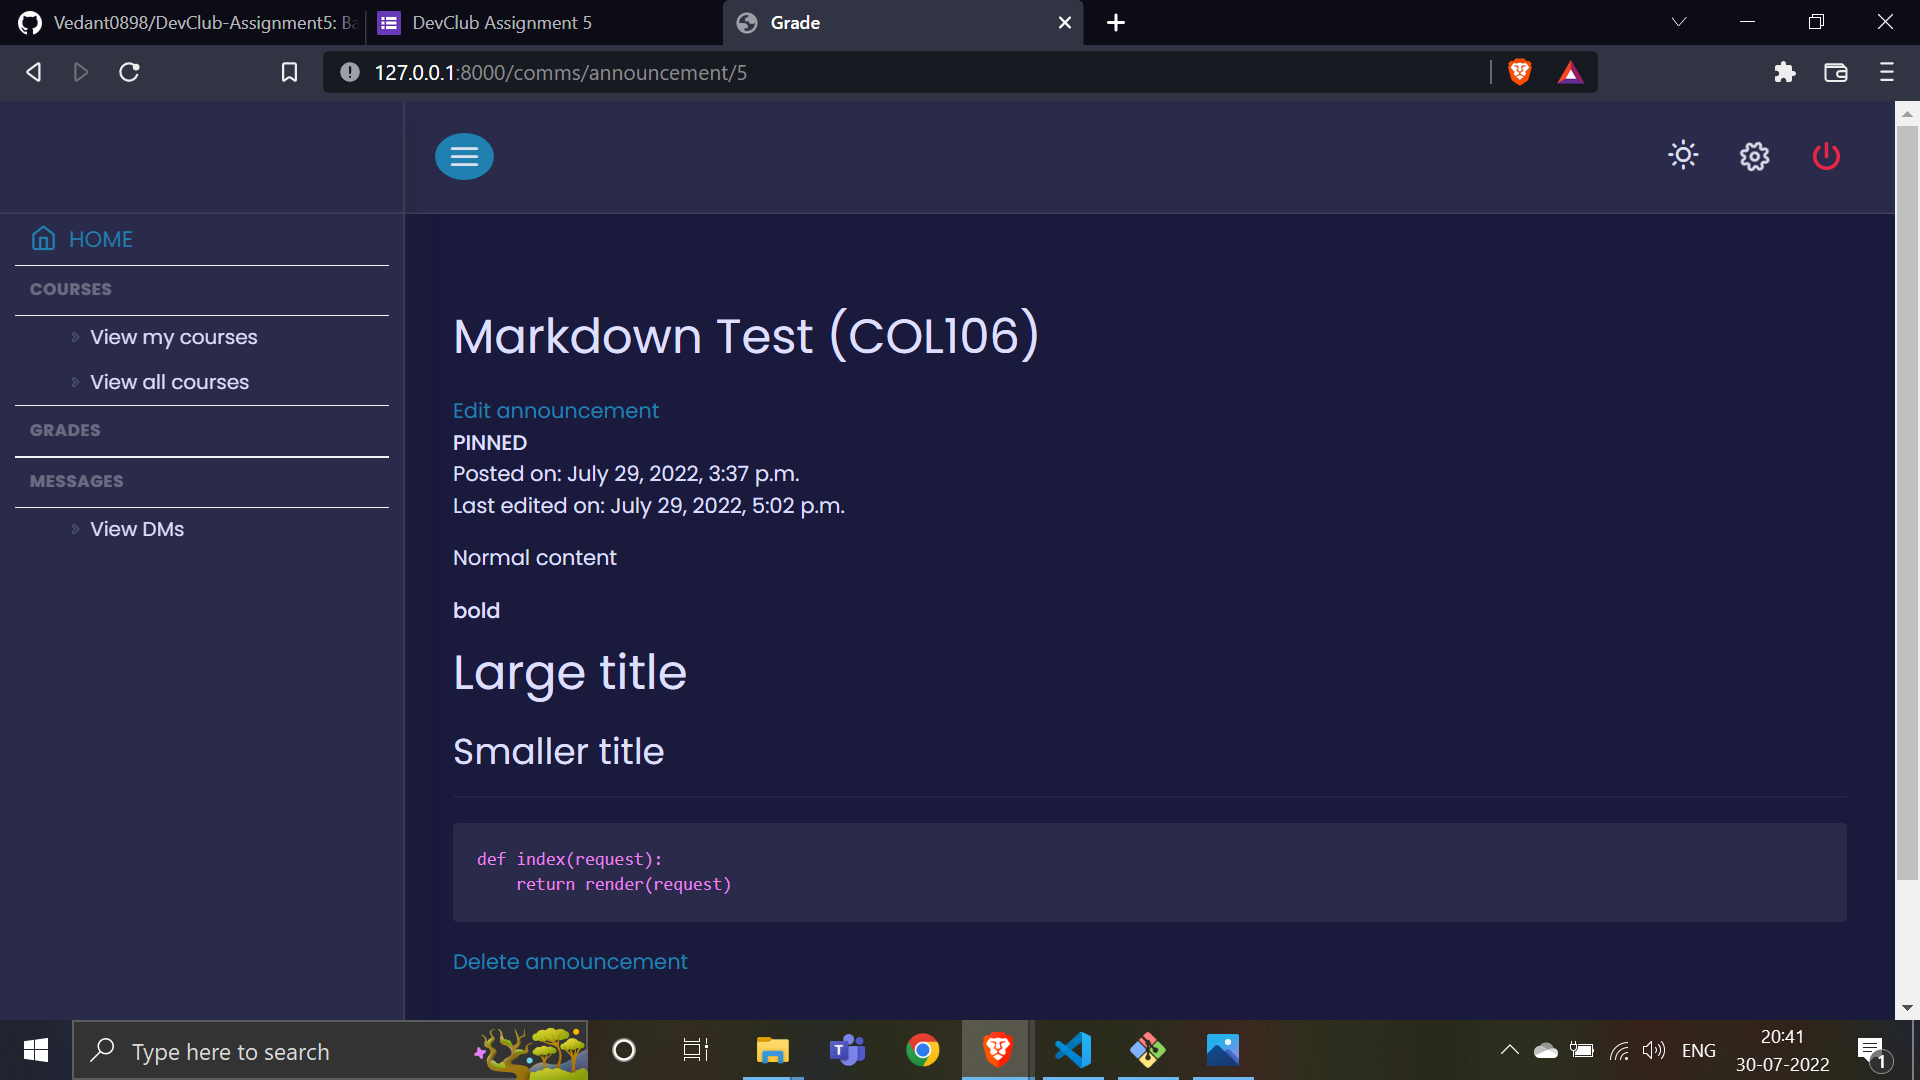 Vedant0898/DevClub-Assignment5: Ba
DevClub Assignment 5
Grade
127.0.0.1:8000/comms/announcement/5
HOME
COURSES
View my courses
View all courses
GRADES
MESSAGES
View DMs
Markdown Test (COL106)
Edit announcement
PINNED
Posted on: July 29, 2022, 3:37 p.m.
Last edited on: July 29, 2022, 5:02 p.m.
Normal content
bold
Large title
Smaller title
def index(request):
    return render(request)
Delete announcement
Type here to search
ENG
20:41
30-07-2022
1